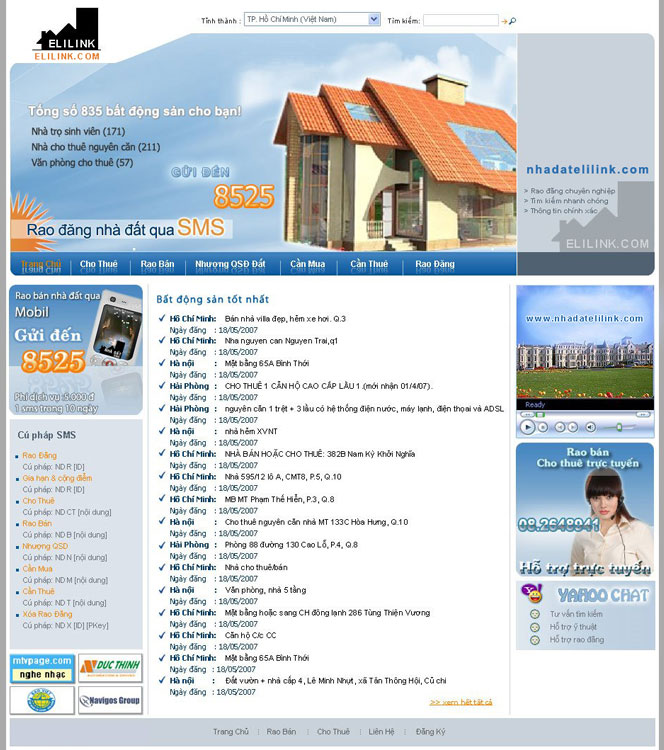 ELILINK
ELILINK.COM
Tỉnh thành : TP. Hồ Chí Minh (Việt Nam) Tìm kiếm:
Tổng số 835 bất động sản cho bạn!
Nhà trọ sinh viên (171)
Nhà cho thuê nguyên căn (211)
Văn phòng cho thuê (57)
GỬI ĐẾN
8525
Rao đăng nhà đất qua SMS
nhadatelilink.com
> Rao đăng chuyên nghiệp
> Tìm kiếm nhanh chóng
> Thông tin chính xác
ELILINK.COM
Trang Chủ | Cho Thuê | Rao Bán | Nhương QSĐ Đất | Cần Mua | Cần Thuê | Rao Đăng
Rao bán nhà đất qua
Mobil
Gửi đến
8525
Phí dịch vụ 5.000 đ
1 sms trong 10 ngày
Cú pháp SMS
Rao Đăng
Cú pháp: ND R [ID]
Gia hạn & cộng điểm
Cú pháp: ND R [ID]
Cho Thuê
Cú pháp: ND CT [nội dung]
Rao Bán
Cú pháp: ND B [nội dung]
Nhượng QSD
Cú pháp: ND N [nội dung]
Cần Mua
Cú pháp: ND M [nội dung]
Cần Thuê
Cú pháp: ND T [nội dung]
Xóa Rao Đăng
Cú pháp: ND X [ID] [PKey]
mtvpage.com
nghe nhạc
DUC THINH
Navigos Group
Bất động sản tốt nhất
Hồ Chí Minh: Bán nhà villa đẹp, hẻm xe hơi. Q.3
Ngày đăng : 18/05/2007
Hồ Chí Minh: Nha nguyen can Nguyen Trai,q1
Ngày đăng : 18/05/2007
Hà nội : Mặt bằng 65A Bình Thới
Ngày đăng : 18/05/2007
Hải Phòng : CHO THUÊ 1 CĂN HỘ CAO CẤP LẦU 1 .(mới nhận 01/4/07).
Ngày đăng : 18/05/2007
Hải Phòng : nguyên căn 1 trệt + 3 lầu có hệ thống điện nước, máy lạnh, điện thoại và ADSL
Ngày đăng : 18/05/2007
Hà nội : nhà hẻm XVNT
Ngày đăng : 18/05/2007
Hồ Chí Minh: NHÀ BÁN HOẶC CHO THUÊ: 382B Nam Kỳ Khởi Nghĩa
Ngày đăng : 18/05/2007
Hồ Chí Minh: Nhà 595/12 lô A, CMT8, P.5, Q.10
Ngày đăng : 18/05/2007
Hồ Chí Minh: MB MT Phạm Thế Hiển, P.3, Q.8
Ngày đăng : 18/05/2007
Hà nội : Cho thuê nguyên căn nhà MT 133C Hòa Hưng, Q.10
Ngày đăng : 18/05/2007
Hải Phòng : Phòng 88 đường 130 Cao Lỗ, P.4, Q.8
Ngày đăng : 18/05/2007
Hồ Chí Minh: Nhà cho thuê/bán
Ngày đăng : 18/05/2007
Hà nội : Văn phòng, nhà 5 tầng
Ngày đăng : 18/05/2007
Hồ Chí Minh: Mặt bằng hoặc sang CH đông lạnh 286 Tùng Thiện Vương
Ngày đăng : 18/05/2007
Hồ Chí Minh: Căn hộ C/c CC
Ngày đăng : 18/05/2007
Hồ Chí Minh: Mặt bằng 65A Bình Thới
Ngày đăng : 18/05/2007
Hà nội : Đất vườn + nhà cấp 4, Lê Minh Nhựt, xã Tân Thông Hội, Củ chi
Ngày đăng : 18/05/2007
>> xem hết tất cả
www.nhadatelilink.com
Ready
Rao bán
Cho thuê trực tuyến
08.2648941
Hỗ trợ trực tuyến
YAHOO CHAT
Tư vấn tìm kiếm
Hỗ trợ ý thuật
Hỗ trợ rao đăng
Trang Chủ | Rao Bán | Cho Thuê | Liên Hệ | Đăng Ký